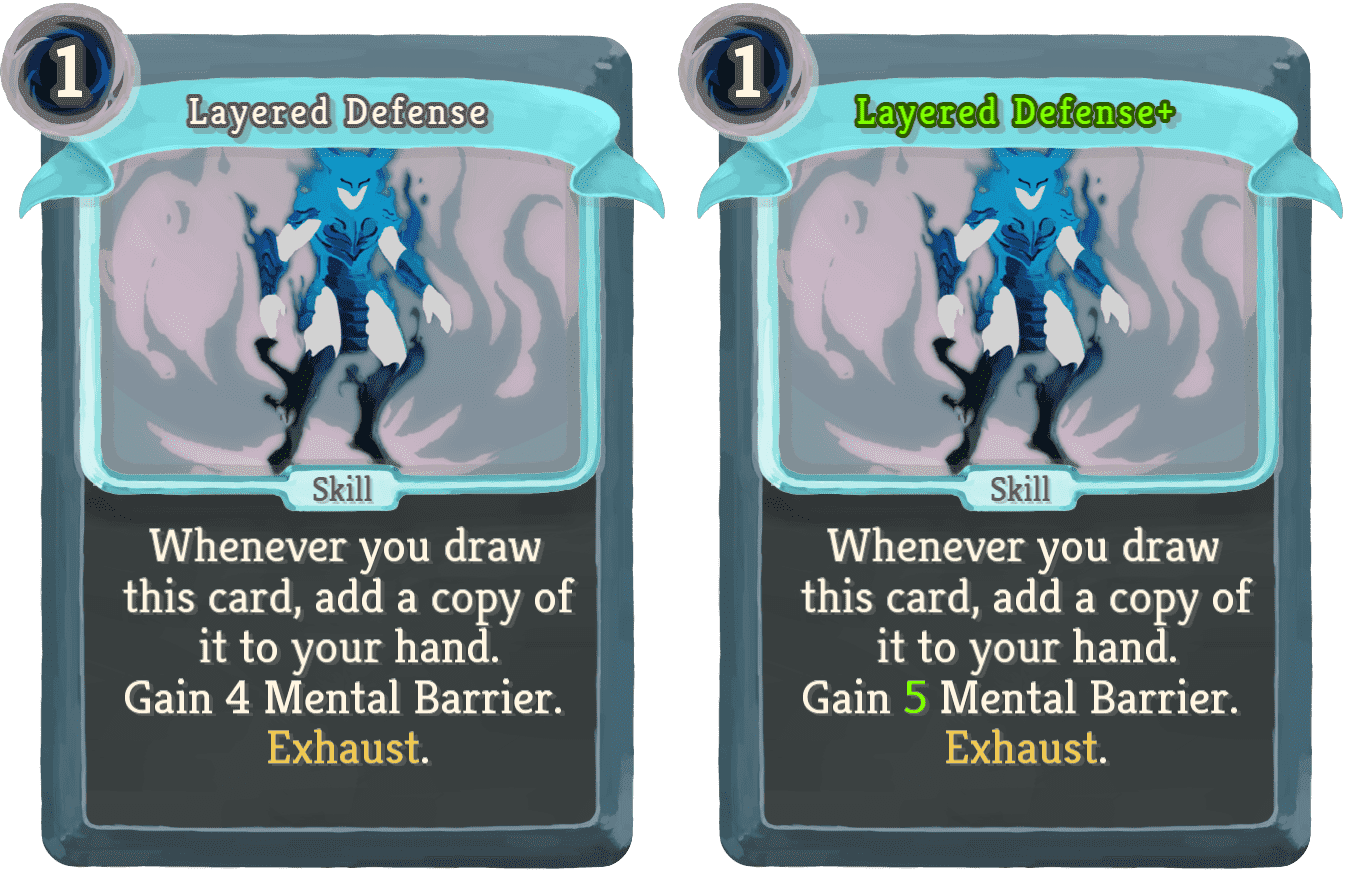 1
Layered Defense
Skill
Whenever you draw
this card, add a copy of
it to your hand.
Gain 4 Mental Barrier.
Exhaust.
1
Layered Defense+
Skill
Whenever you draw
this card, add a copy of
it to your hand.
Gain 5 Mental Barrier.
Exhaust.